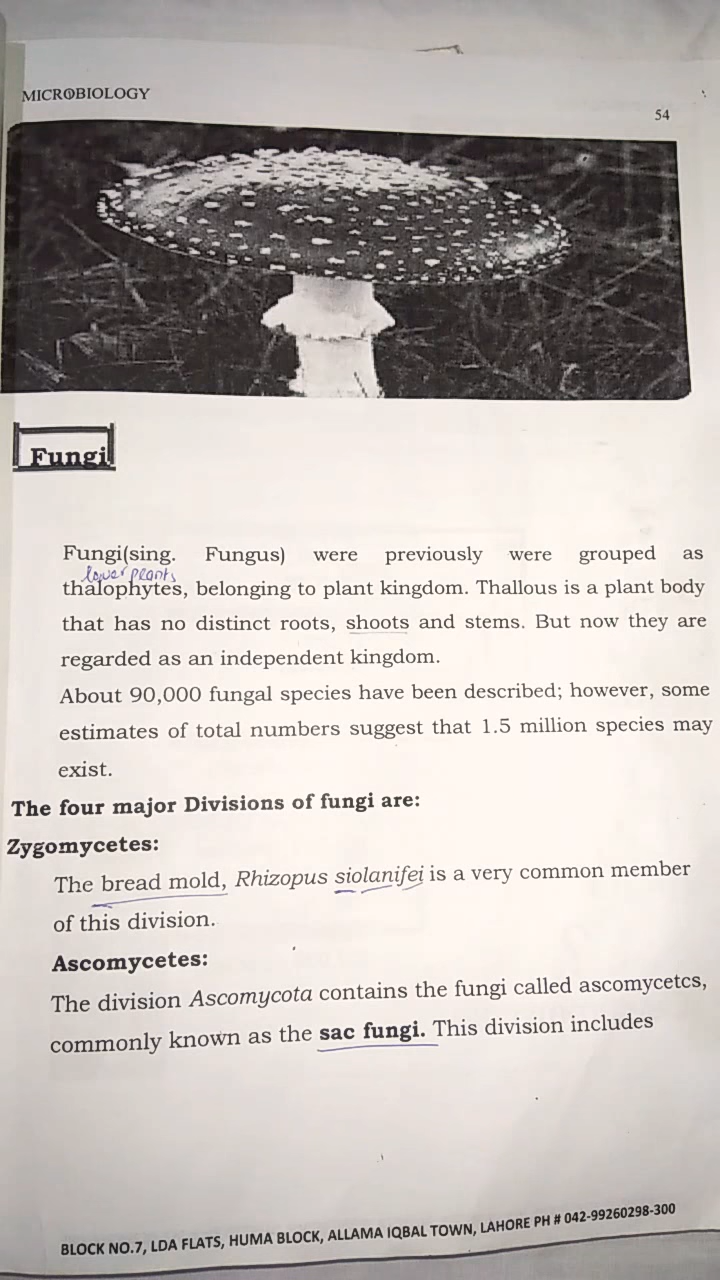 MICROBIOLOGY
54
Fungi
Fungi(sing. Fungus) were previously were grouped as
lower plants
thalophytes, belonging to plant kingdom. Thallous is a plant body
that has no distinct roots, shoots and stems. But now they are
regarded as an independent kingdom.
About 90,000 fungal species have been described; however, some
estimates of total numbers suggest that 1.5 million species may
exist.
The four major Divisions of fungi are:
Zygomycetes:
The bread mold, Rhizopus siolanifei is a very common member
of this division.
Ascomycetes:
The division Ascomycota contains the fungi called ascomycetcs,
commonly known as the sac fungi. This division includes
BLOCK NO.7, LDA FLATS, HUMA BLOCK, ALLAMA IQBAL TOWN, LAHORE PH # 042-99260298-300